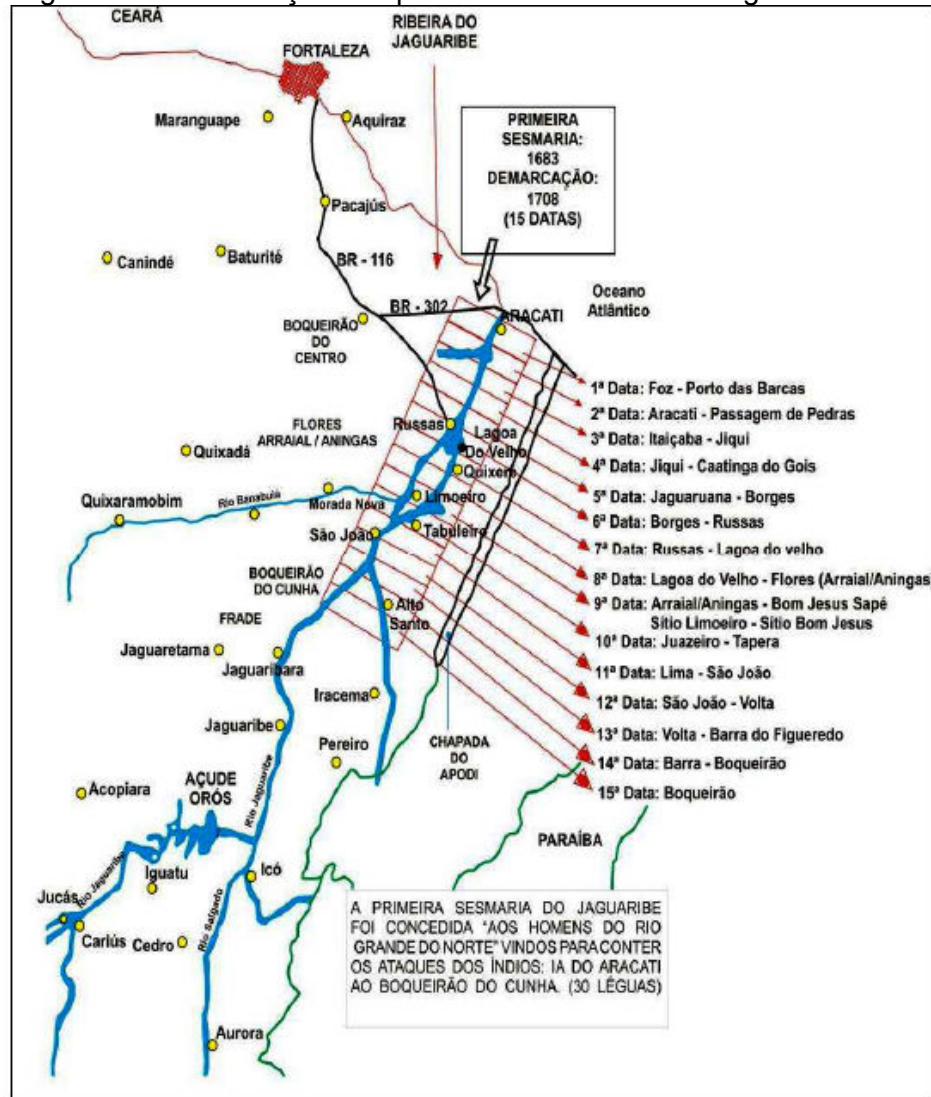 CEARÁ
RIBEIRA DO
JAGUARIBE
FORTALEZA
Maranguape
Aquiraz
PRIMEIRA
SESMARIA:
1683
DEMARCAÇÃO:
1708
(15 DATAS)
Pacajús
Canindé
Baturité
BR - 116
Oceano
Atlântico
BR - 302
ARACATI
BOQUEIRÃO
DO
CENTRO
1ª Data: Foz - Porto das Barcas
2ª Data: Aracati - Passagem de Pedras
3ª Data: Itaiçaba - Jiqui
4ª Data: Jiqui - Caatinga do Gois
5ª Data: Jaguaruana - Borges
6ª Data: Borges - Russas
7ª Data: Russas - Lagoa do velho
8ª Data: Lagoa do Velho - Flores (Arraial/Aningas)
9ª Data: Arraial/Aningas - Bom Jesus Sapé
Sítio Limoeiro - Sítio Bom Jesus
10ª Data: Juazeiro - Tapera
11ª Data: Lima - São João
12ª Data: São João - Volta
13ª Data: Volta - Barra do Figueredo
14ª Data: Barra - Boqueirão
15ª Data: Boqueirão
Russas
FLORES
ARRAIAL / ANINGAS
Lagoa
Do Velho
Quixadá
Quixeré
Quixaramobim
Rio Banabuiú
Morada Nova
Limoeiro
São João
Tabuleiro
BOQUEIRÃO
DO CUNHA
FRADE
Alto
Santo
Jaguaretama
Jaguaribara
Iracema
Jaguaribe
Pereiro
CHAPADA
DO
APODI
Acopiara
AÇUDE
ORÓS
Rio Jaguaribe
PARAÍBA
Rio Jaguaribe
Iguatu
Icó
Jucás
Cariús
Cedro
Rio Salgado
Aurora
A PRIMEIRA SESMARIA DO JAGUARIBE
FOI CONCEDIDA “AOS HOMENS DO RIO
GRANDE DO NORTE” VINDOS PARA CONTER
OS ATAQUES DOS ÍNDIOS: IA DO ARACATI
AO BOQUEIRÃO DO CUNHA. (30 LÉGUAS)